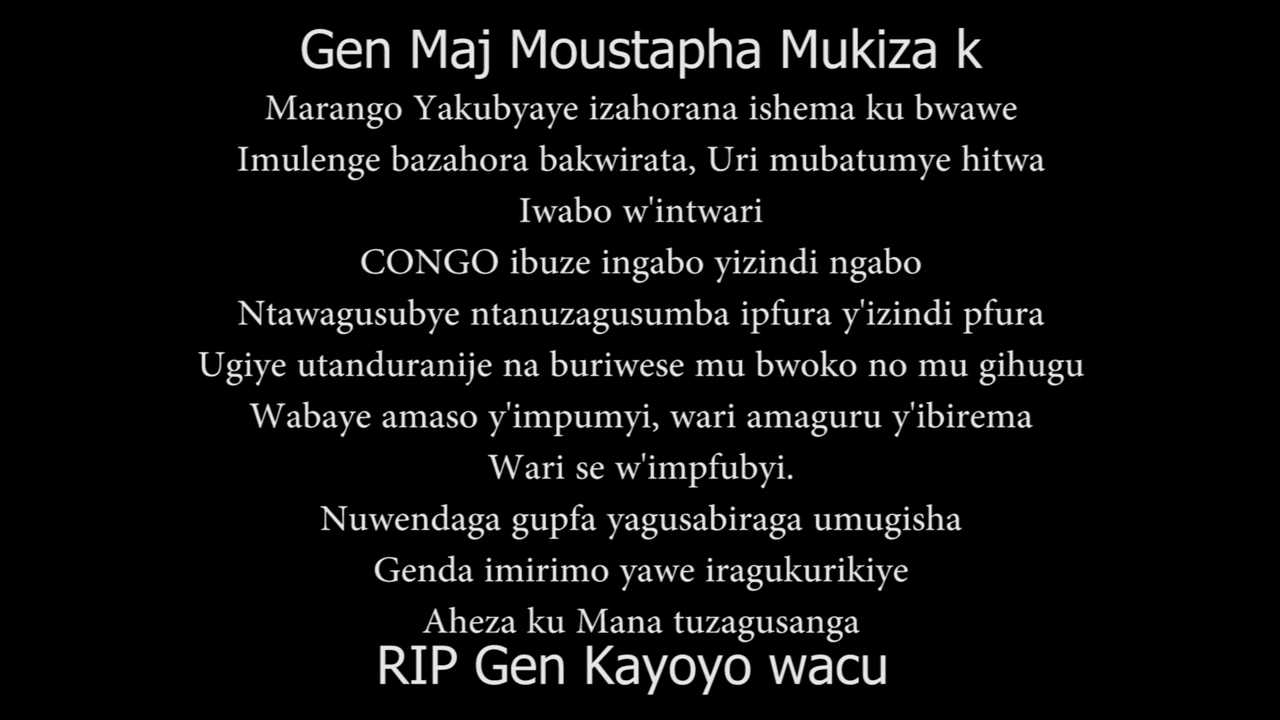 Gen Maj Moustapha Mukiza k
Marango Yakubyaye izahorana ishema ku bwawe
Imulenge bazahora bakwirata, Uri mubatumye hitwa
Iwabo w'intwari
CONGO ibuze ingabo yizindi ngabo
Ntawagusubye ntanuzagusumba ipfura y'izindi pfura
Ugiye utanduranije na buriwese mu bwoko no mu gihugu
Wabaye amaso y'impumyi, wari amaguru y'ibirema
Wari se w'impfubyi.
Nuwendaga gupfa yagusabiraga umugisha
Genda imirimo yawe iragukurikiye
Aheza ku Mana tuzagusanga
RIP Gen Kayoyo wacu